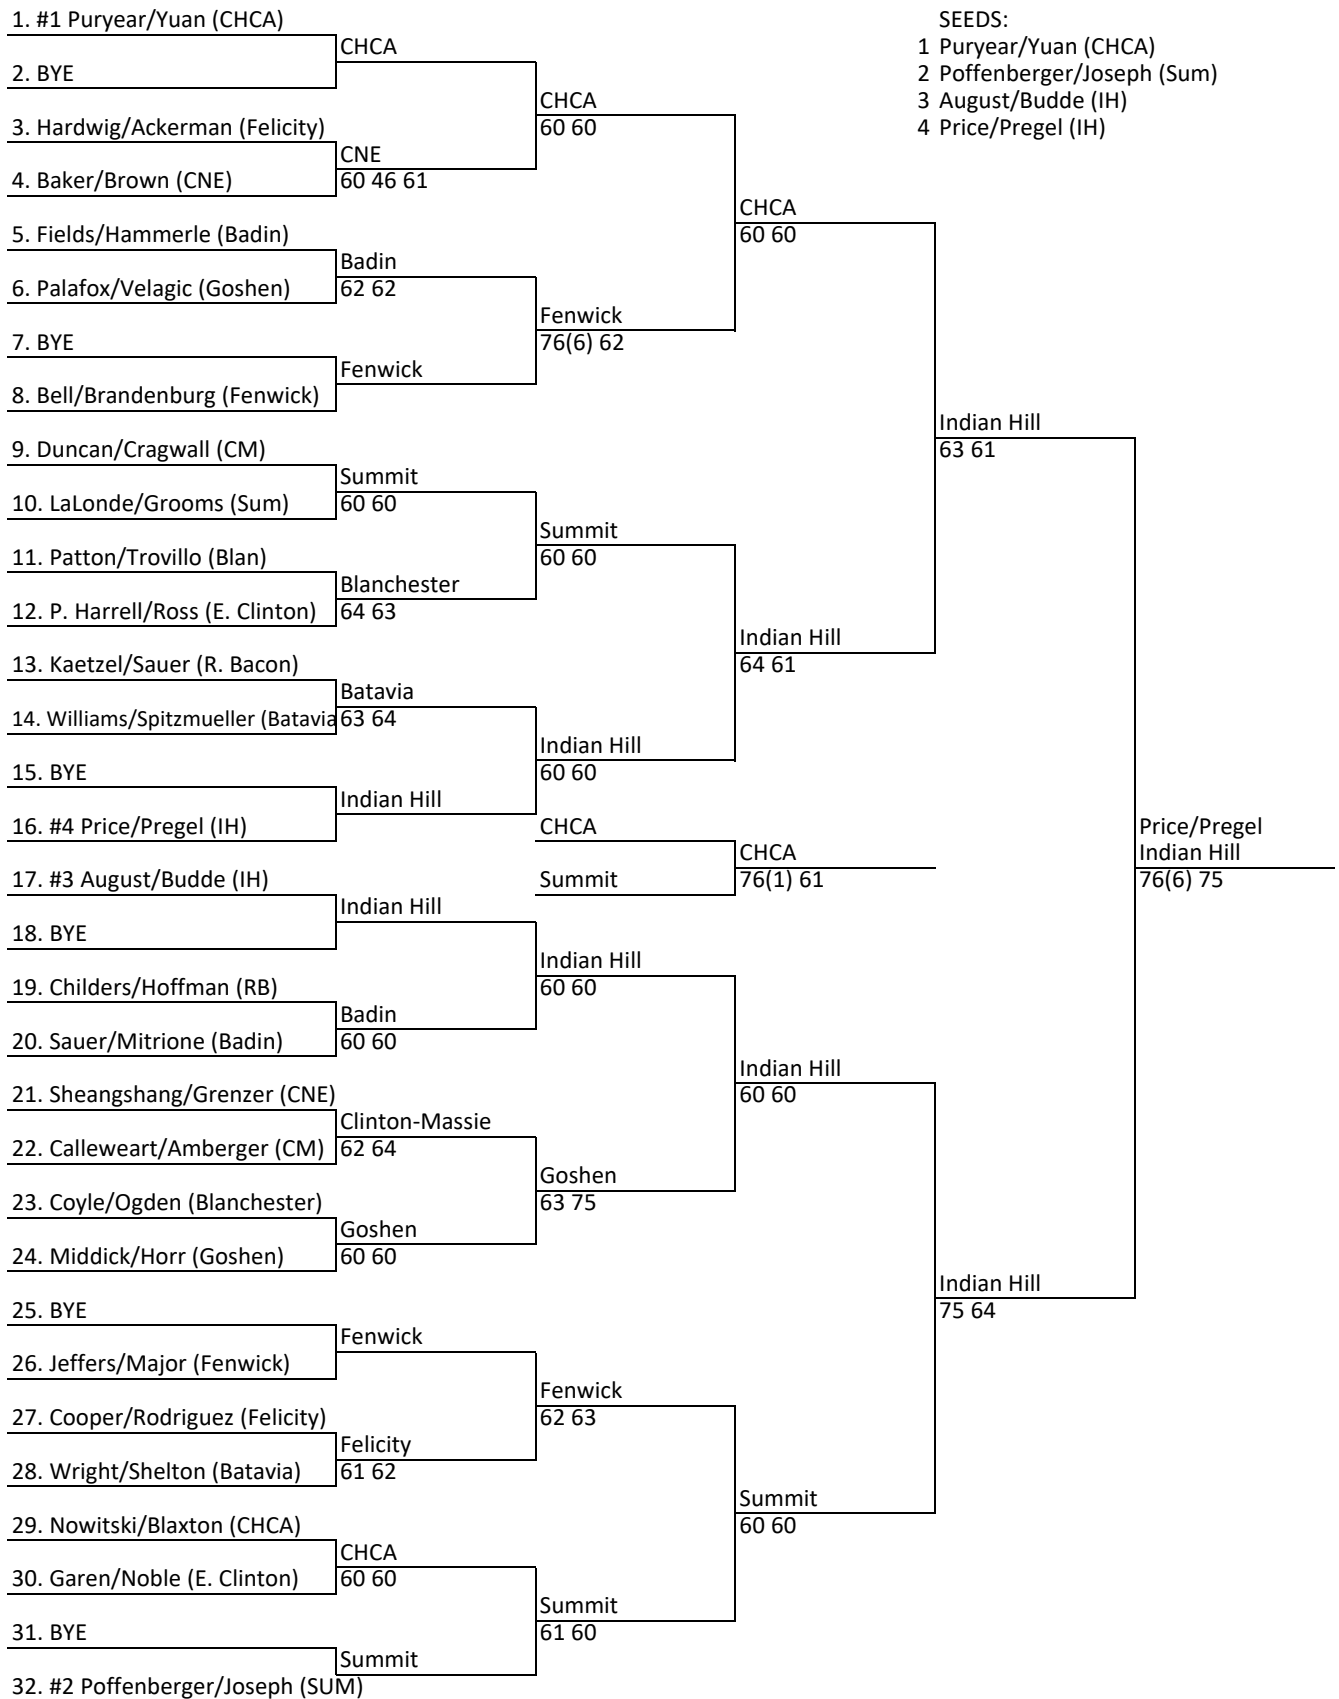 1. #1 Puryear/Yuan (CHCA)
2. BYE
3. Hardwig/Ackerman (Felicity)
4. Baker/Brown (CNE)
5. Fields/Hammerle (Badin)
6. Palafox/Velagic (Goshen)
7. BYE
8. Bell/Brandenburg (Fenwick)
9. Duncan/Cragwall (CM)
10. LaLonde/Grooms (Sum)
11. Patton/Trovillo (Blan)
12. P. Harrell/Ross (E. Clinton)
13. Kaetzel/Sauer (R. Bacon)
14. Williams/Spitzmueller (Batavia
15. BYE
16. #4 Price/Pregel (IH)
17. #3 August/Budde (IH)
18. BYE
19. Childers/Hoffman (RB)
20. Sauer/Mitrione (Badin)
21. Sheangshang/Grenzer (CNE)
22. Calleweart/Amberger (CM)
23. Coyle/Ogden (Blanchester)
24. Middick/Horr (Goshen)
25. BYE
26. Jeffers/Major (Fenwick)
27. Cooper/Rodriguez (Felicity)
28. Wright/Shelton (Batavia)
29. Nowitski/Blaxton (CHCA)
30. Garen/Noble (E. Clinton)
31. BYE
32. #2 Poffenberger/Joseph (SUM)
CHCA
CNE
60 46 61
Badin
62 62
Fenwick
Summit
60 60
Blanchester
64 63
Batavia
63 64
Indian Hill
Indian Hill
Badin
60 60
Clinton-Massie
62 64
Goshen
60 60
Fenwick
Felicity
61 62
CHCA
60 60
Summit
CHCA
60 60
Fenwick
76(6) 62
Summit
60 60
Indian Hill
60 60
CHCA
Summit
Indian Hill
60 60
Goshen
63 75
Fenwick
62 63
Summit
61 60
CHCA
60 60
Indian Hill
64 61
CHCA
76(1) 61
Indian Hill
60 60
Summit
60 60
SEEDS:
1 Puryear/Yuan (CHCA)
2 Poffenberger/Joseph (Sum)
3 August/Budde (IH)
4 Price/Pregel (IH)
Indian Hill
63 61
Indian Hill
75 64
Price/Pregel
Indian Hill
76(6) 75